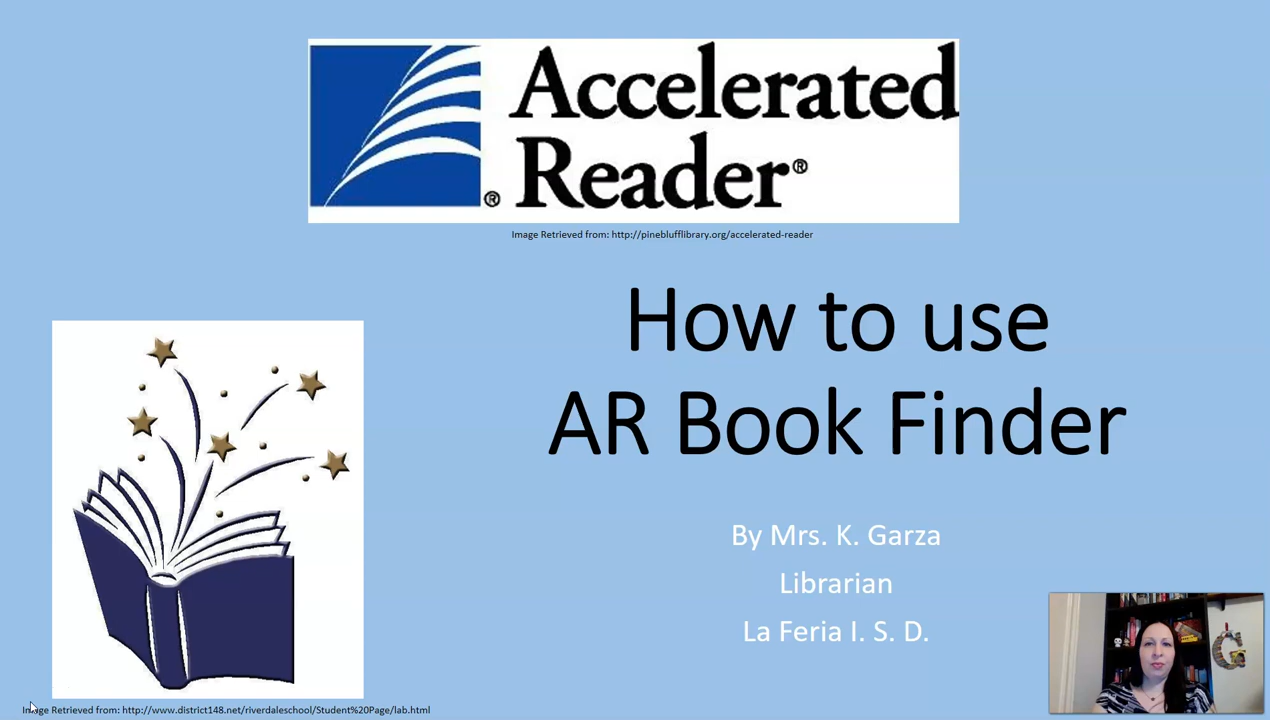 Accelerated
Reader®
®
Image Retrieved from: http://pineblufflibrary.org/accelerated-reader
How to use
AR Book Finder
By Mrs. K. Garza
Librarian
La Feria I. S. D.
G
Image Retrieved from: http://www.district148.net/riverdaleschool/Student%20Page/lab.html